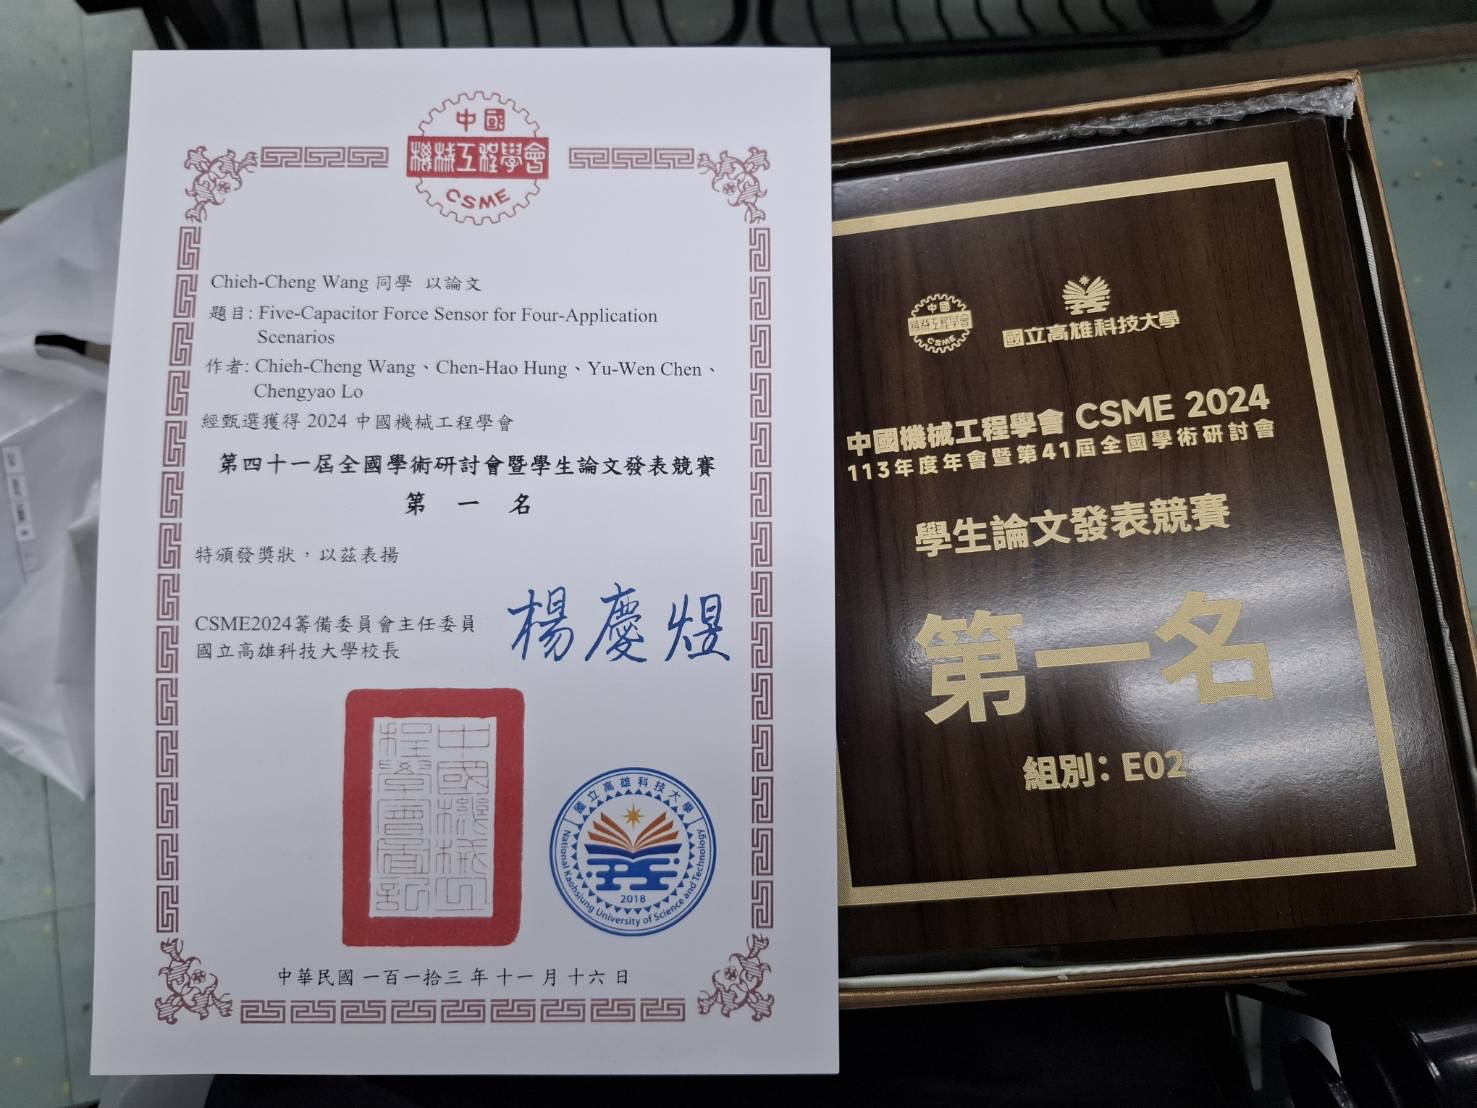 中國
機械工程學會
CSME
Chieh-Cheng Wang 同學 以論文
題目: Five-Capacitor Force Sensor for Four-Application
Scenarios
作者: Chieh-Cheng Wang、Chen-Hao Hung、Yu-Wen Chen、
Chengyao Lo
經甄選獲得 2024 中國機械工程學會
第四十一屆全國學術研討會暨學生論文發表競賽
第 一 名
特頒發獎狀，以茲表揚
CSME2024籌備委員會主任委員
國立高雄科技大學校長
楊慶煜
國立高雄科技大學
2018
National Kaohsiung University of Science and Technology
中華民國 一百一拾三 年 十一 月 十六 日
中國
機械工程學會
CSME
國立高雄科技大學
中國機械工程學會 CSME 2024
113年度年會暨第41屆全國學術研討會
學生論文發表競賽
第一名
組別: E02